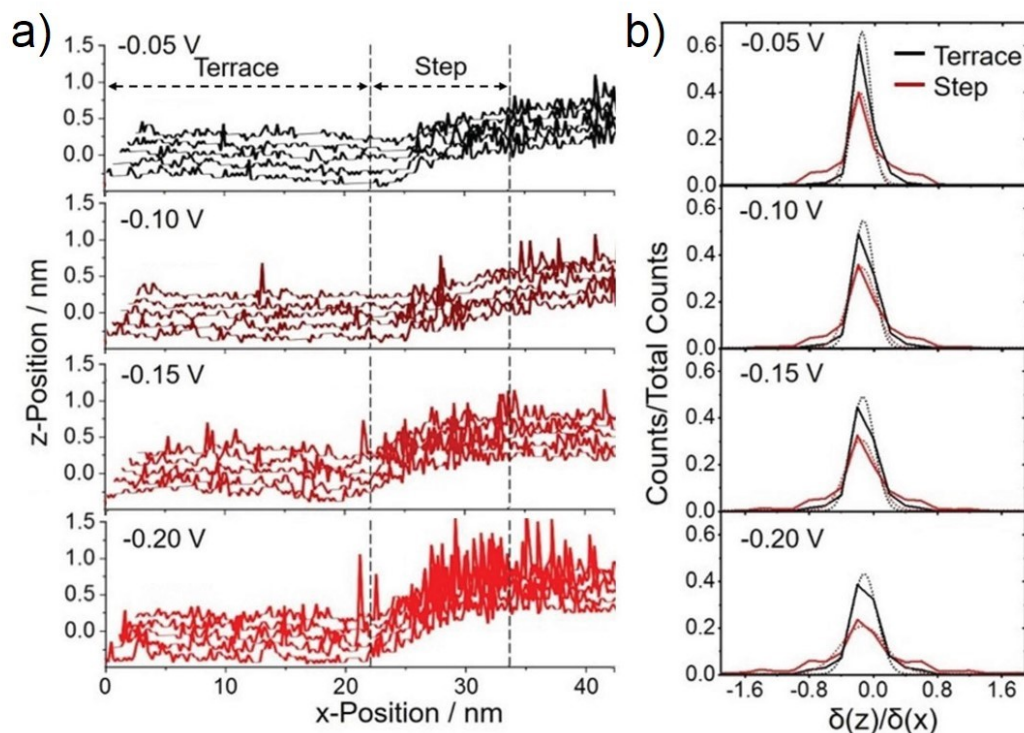 a)
z-Position / nm
-0.05 V
Terrace
Step
1.5
1.0
0.5
0.0
-0.10 V
1.5
1.0
0.5
0.0
-0.15 V
1.5
1.0
0.5
0.0
-0.20 V
1.5
1.0
0.5
0.0
0 10 20 30 40
x-Position / nm
b)
Counts/Total Counts
-0.05 V
Terrace
Step
0.6
0.4
0.2
0.0
-0.10 V
0.6
0.4
0.2
0.0
-0.15 V
0.6
0.4
0.2
0.0
-0.20 V
0.6
0.4
0.2
0.0
-1.6 -0.8 0.0 0.8 1.6
δ(z)/δ(x)